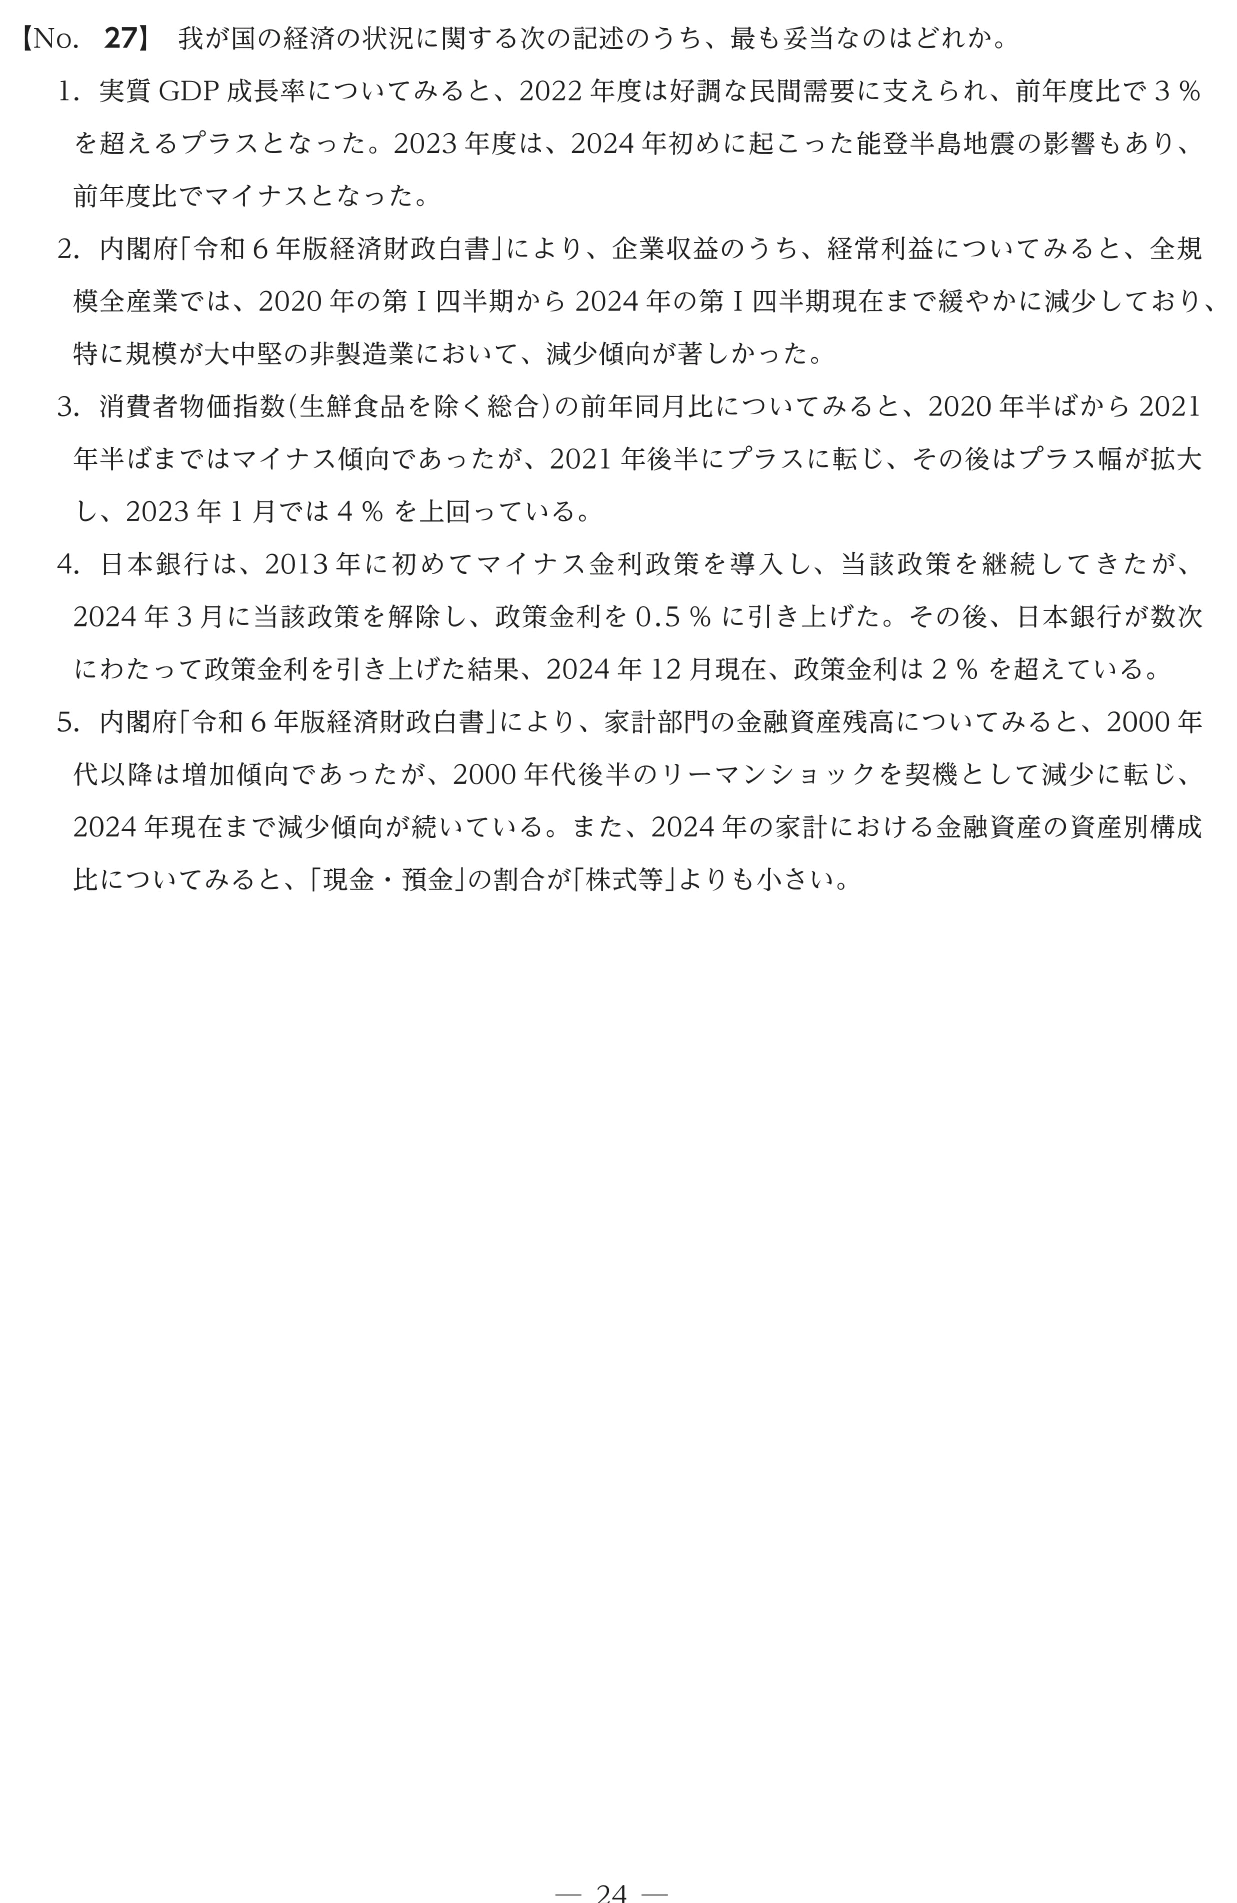 【No. 27】 我が国の経済の状況に関する次の記述のうち、最も妥当なのはどれか。
1. 実質 GDP 成長率についてみると、2022 年度は好調な民間需要に支えられ、前年度比で 3 %
を超えるプラスとなった。2023 年度は、2024 年初めに起こった能登半島地震の影響もあり、
前年度比でマイナスとなった。
2. 内閣府｢令和 6 年版経済財政白書｣により、企業収益のうち、経常利益についてみると、全規
模全産業では、2020 年の第Ⅰ四半期から 2024 年の第Ⅰ四半期現在まで緩やかに減少しており、
特に規模が大中堅の非製造業において、減少傾向が著しかった。
3. 消費者物価指数(生鮮食品を除く総合)の前年同月比についてみると、2020 年半ばから 2021
年半ばまではマイナス傾向であったが、2021 年後半にプラスに転じ、その後はプラス幅が拡大
し、2023 年 1 月では 4 % を上回っている。
4. 日本銀行は、2013 年に初めてマイナス金利政策を導入し、当該政策を継続してきたが、
2024 年 3 月に当該政策を解除し、政策金利を 0.5 % に引き上げた。その後、日本銀行が数次
にわたって政策金利を引き上げた結果、2024 年 12 月現在、政策金利は 2 % を超えている。
5. 内閣府｢令和 6 年版経済財政白書｣により、家計部門の金融資産残高についてみると、2000 年
代以降は増加傾向であったが、2000 年代後半のリーマンショックを契機として減少に転じ、
2024 年現在まで減少傾向が続いている。また、2024 年の家計における金融資産の資産別構成
比についてみると、｢現金・預金｣の割合が｢株式等｣よりも小さい。
— 24 —